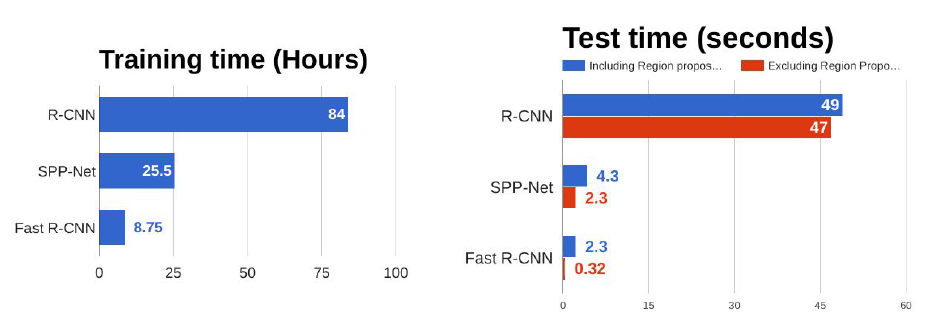 Training time (Hours)
R-CNN
84
SPP-Net
25.5
Fast R-CNN
8.75
0 25 50 75 100
Test time (seconds)
Including Region propos... Excluding Region Propo...
R-CNN
49
47
SPP-Net
4.3
2.3
Fast R-CNN
2.3
0.32
0 15 30 45 60